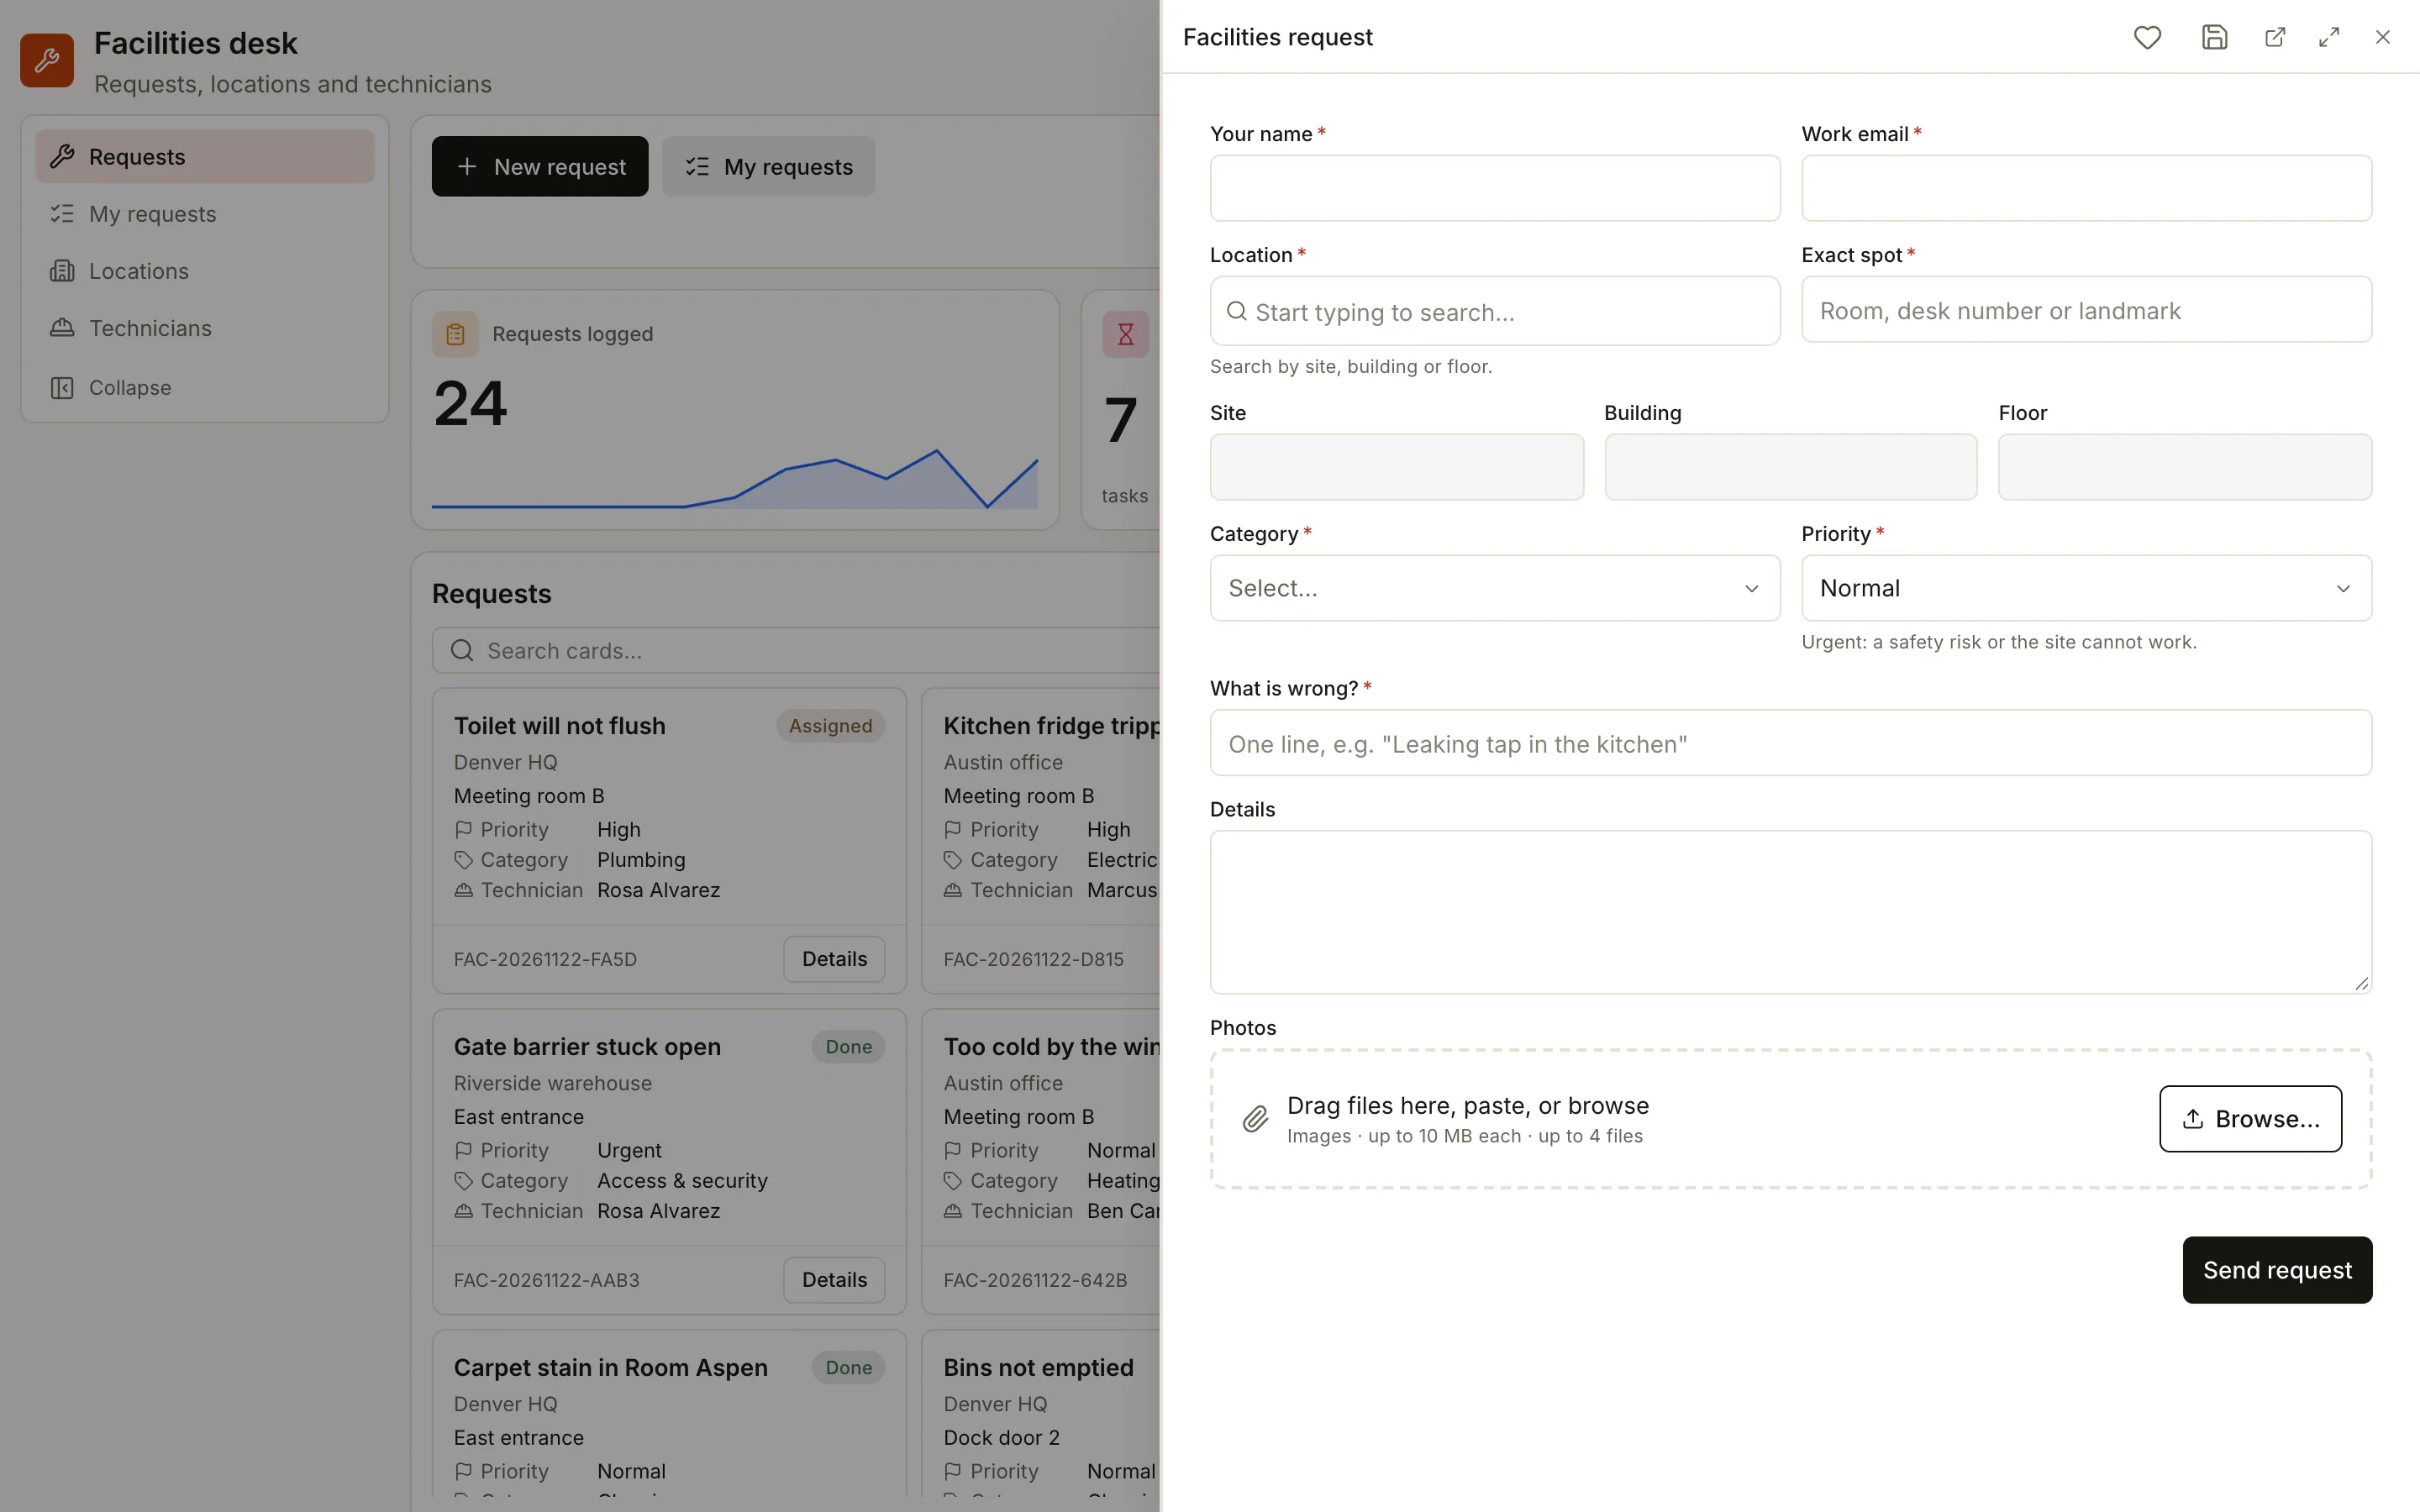 Facilities desk
Requests, locations and technicians
Requests
My requests
Locations
Technicians
Collapse
New request
My requests
Requests logged
24
7
tasks
Requests
Search cards...
Toilet will not flush
Assigned
Denver HQ
Meeting room B
Priority High
Category Plumbing
Technician Rosa Alvarez
FAC-20261122-FA5D
Details
Kitchen fridge tripp
Austin office
Meeting room B
Priority High
Category Electric
Technician Marcus
FAC-20261122-D815
Gate barrier stuck open
Done
Riverside warehouse
East entrance
Priority Urgent
Category Access & security
Technician Rosa Alvarez
FAC-20261122-AAB3
Details
Too cold by the win
Austin office
Meeting room B
Priority Normal
Category Heating
Technician Ben Car
FAC-20261122-642B
Carpet stain in Room Aspen
Done
Denver HQ
East entrance
Priority Normal
Bins not emptied
Denver HQ
Dock door 2
Priority Normal
Facilities request
Your name *
Work email *
Location *
Start typing to search...
Search by site, building or floor.
Exact spot *
Room, desk number or landmark
Site
Building
Floor
Category *
Select...
Priority *
Normal
Urgent: a safety risk or the site cannot work.
What is wrong? *
One line, e.g. "Leaking tap in the kitchen"
Details
Photos
Drag files here, paste, or browse
Images · up to 10 MB each · up to 4 files
Browse...
Send request